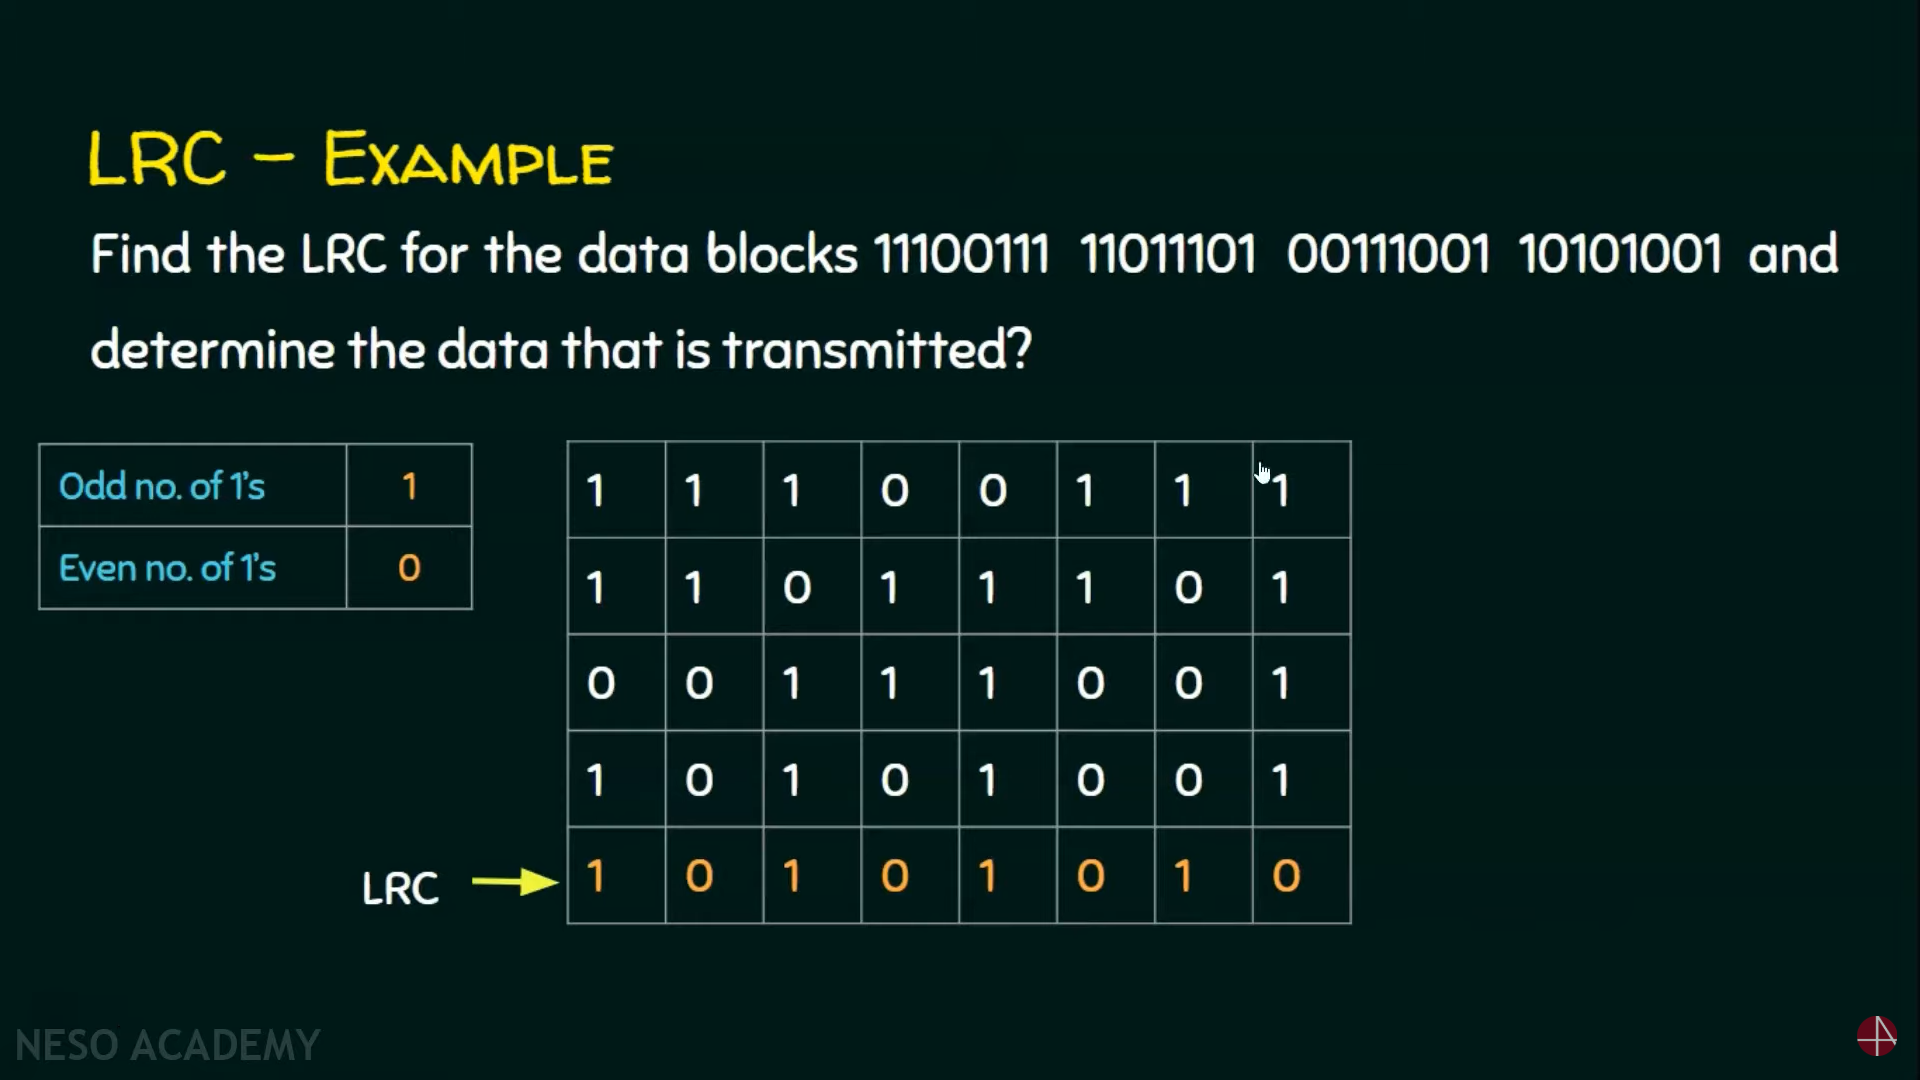 LRC – EXAMPLE
Find the LRC for the data blocks 11100111 11011101 00111001 10101001 and
determine the data that is transmitted?
Odd no. of 1's 1
Even no. of 1's 0
1 1 1 0 0 1 1 1
1 1 0 1 1 1 0 1
0 0 1 1 1 0 0 1
1 0 1 0 1 0 0 1
LRC 1 0 1 0 1 0 1 0
NESO ACADEMY